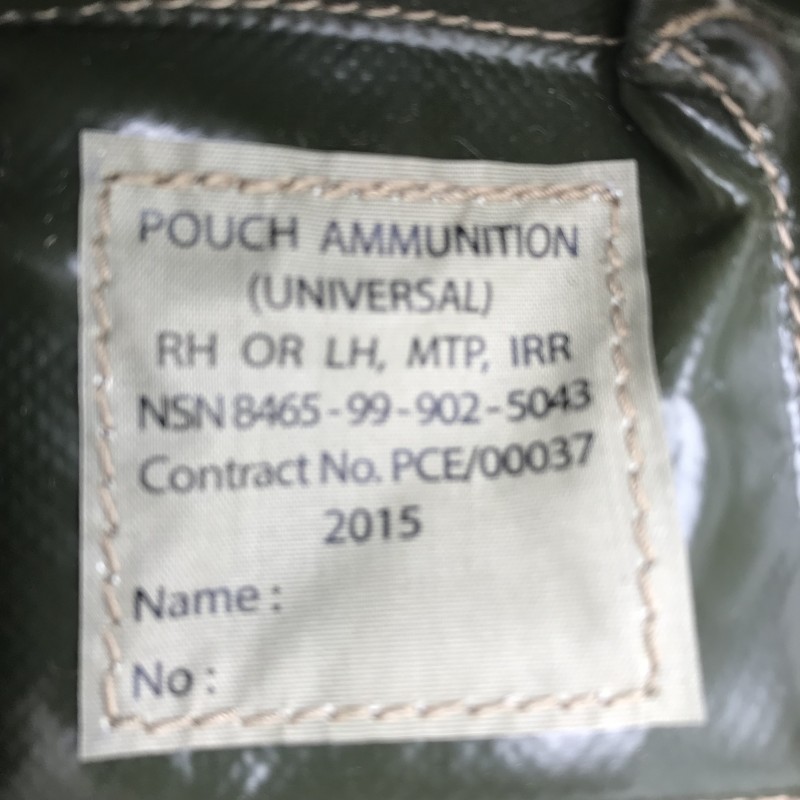 POUCH AMMUNITION
(UNIVERSAL)
RH OR LH, MTP, IRR
NSN 8465-99-902-5043
Contract No. PCE/00037
2015
Name :
No :